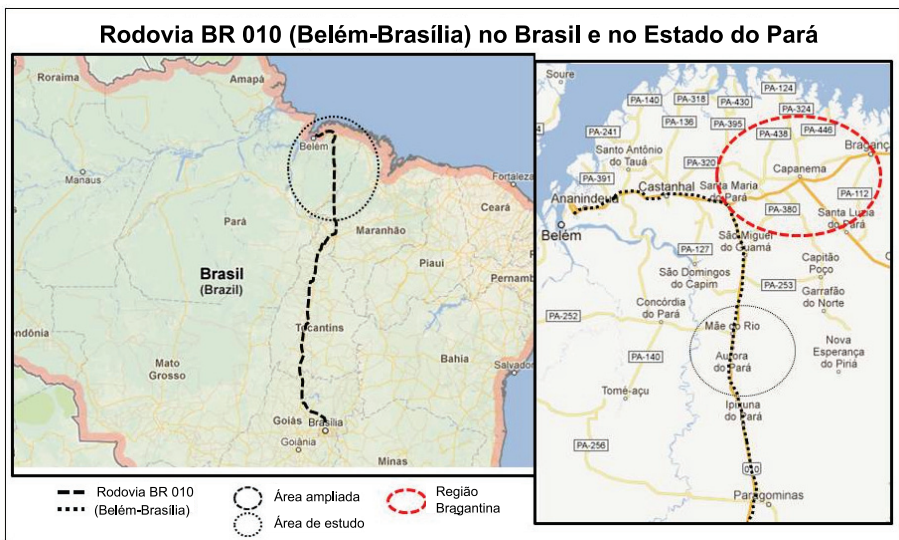 Rodovia BR 010 (Belém-Brasília) no Brasil e no Estado do Pará
Roraima
Amapá
Belém
Manaus
Fortaleza
Pará
Ceará
Maranhão
Brasil
(Brazil)
Piaui
Pernamb
Tocantins
ondônia
Mato
Grosso
Bahia
Salvador
Goiás
Brasília
Goiânia
Minas
Soure
PA-124
PA-140
PA-318
PA-430
PA-324
PA-136
PA-395
PA-241
PA-438
PA-446
Santo Antônio
do Tauá
Bragança
PA-320
Capanema
PA-391
Castanhal
Santa Maria
do Pará
PA-112
Ananindeua
PA-380
Santa Luzia
do Pará
Belém
São Miguel
do Guamá
PA-127
São Domingos
do Capim
Capitão
Poço
PA-253
Garrafão
do Norte
Concórdia
do Pará
PA-252
Mãe do Rio
Nova
Esperança
do Piriá
PA-140
Aurora
do Pará
Tomé-açu
Ipixuna
do Pará
PA-256
010
Paragominas
Rodovia BR 010
(Belém-Brasília)
Área ampliada
Área de estudo
Região
Bragantina